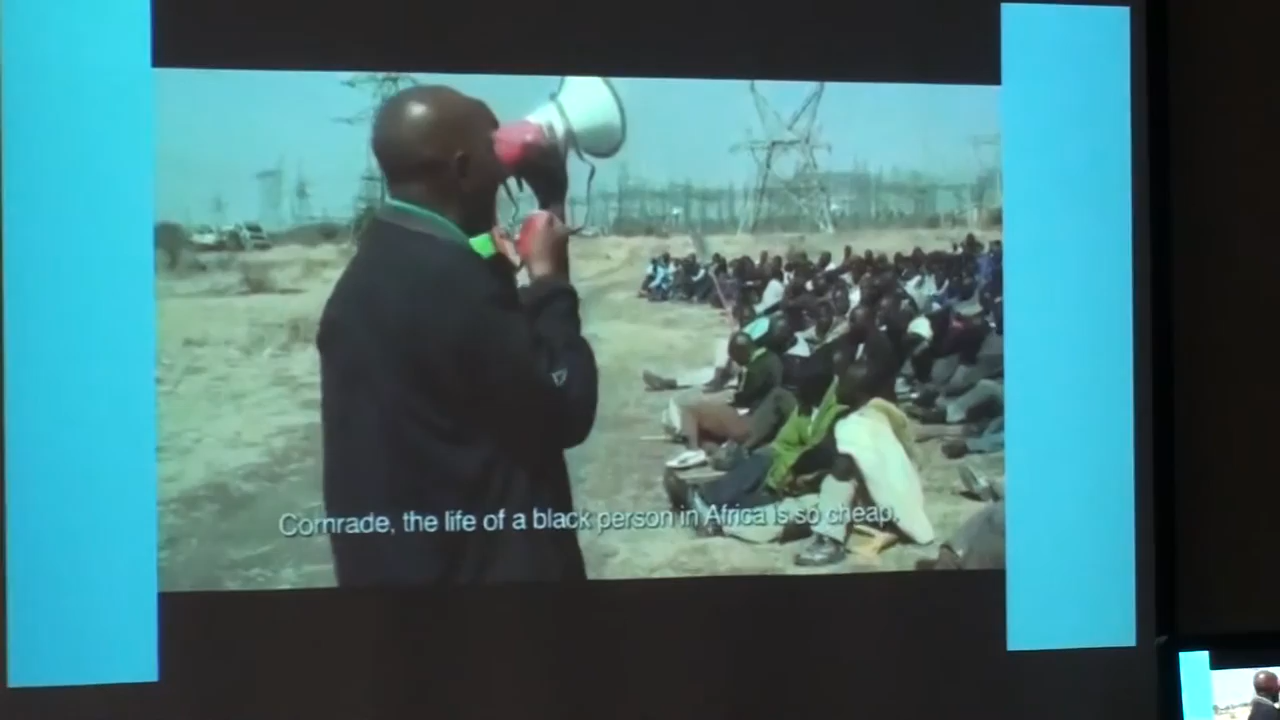 Comrade, the life of a black person in Africa is so cheap.